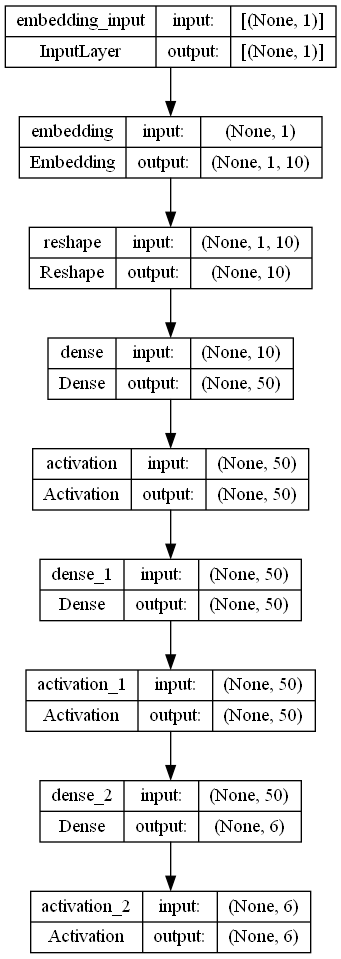 embedding_input input: [(None, 1)]
InputLayer output: [(None, 1)]
embedding input: (None, 1)
Embedding output: (None, 1, 10)
reshape input: (None, 1, 10)
Reshape output: (None, 10)
dense input: (None, 10)
Dense output: (None, 50)
activation input: (None, 50)
Activation output: (None, 50)
dense_1 input: (None, 50)
Dense output: (None, 50)
activation_1 input: (None, 50)
Activation output: (None, 50)
dense_2 input: (None, 50)
Dense output: (None, 6)
activation_2 input: (None, 6)
Activation output: (None, 6)